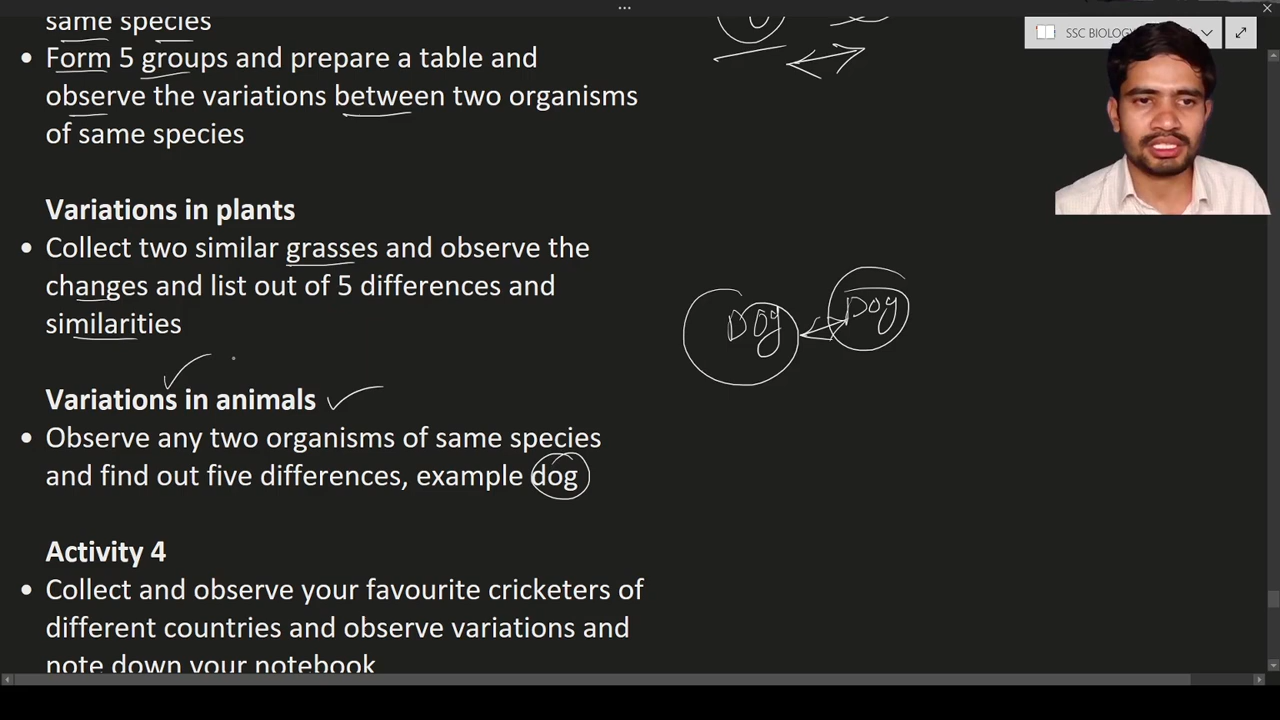 same species
SSC BIOLOGY
• Form 5 groups and prepare a table and
observe the variations between two organisms
of same species
Variations in plants
• Collect two similar grasses and observe the
changes and list out of 5 differences and
similarities
Dog
Dog
Variations in animals
• Observe any two organisms of same species
and find out five differences, example dog
Activity 4
• Collect and observe your favourite cricketers of
different countries and observe variations and
note down your notebook